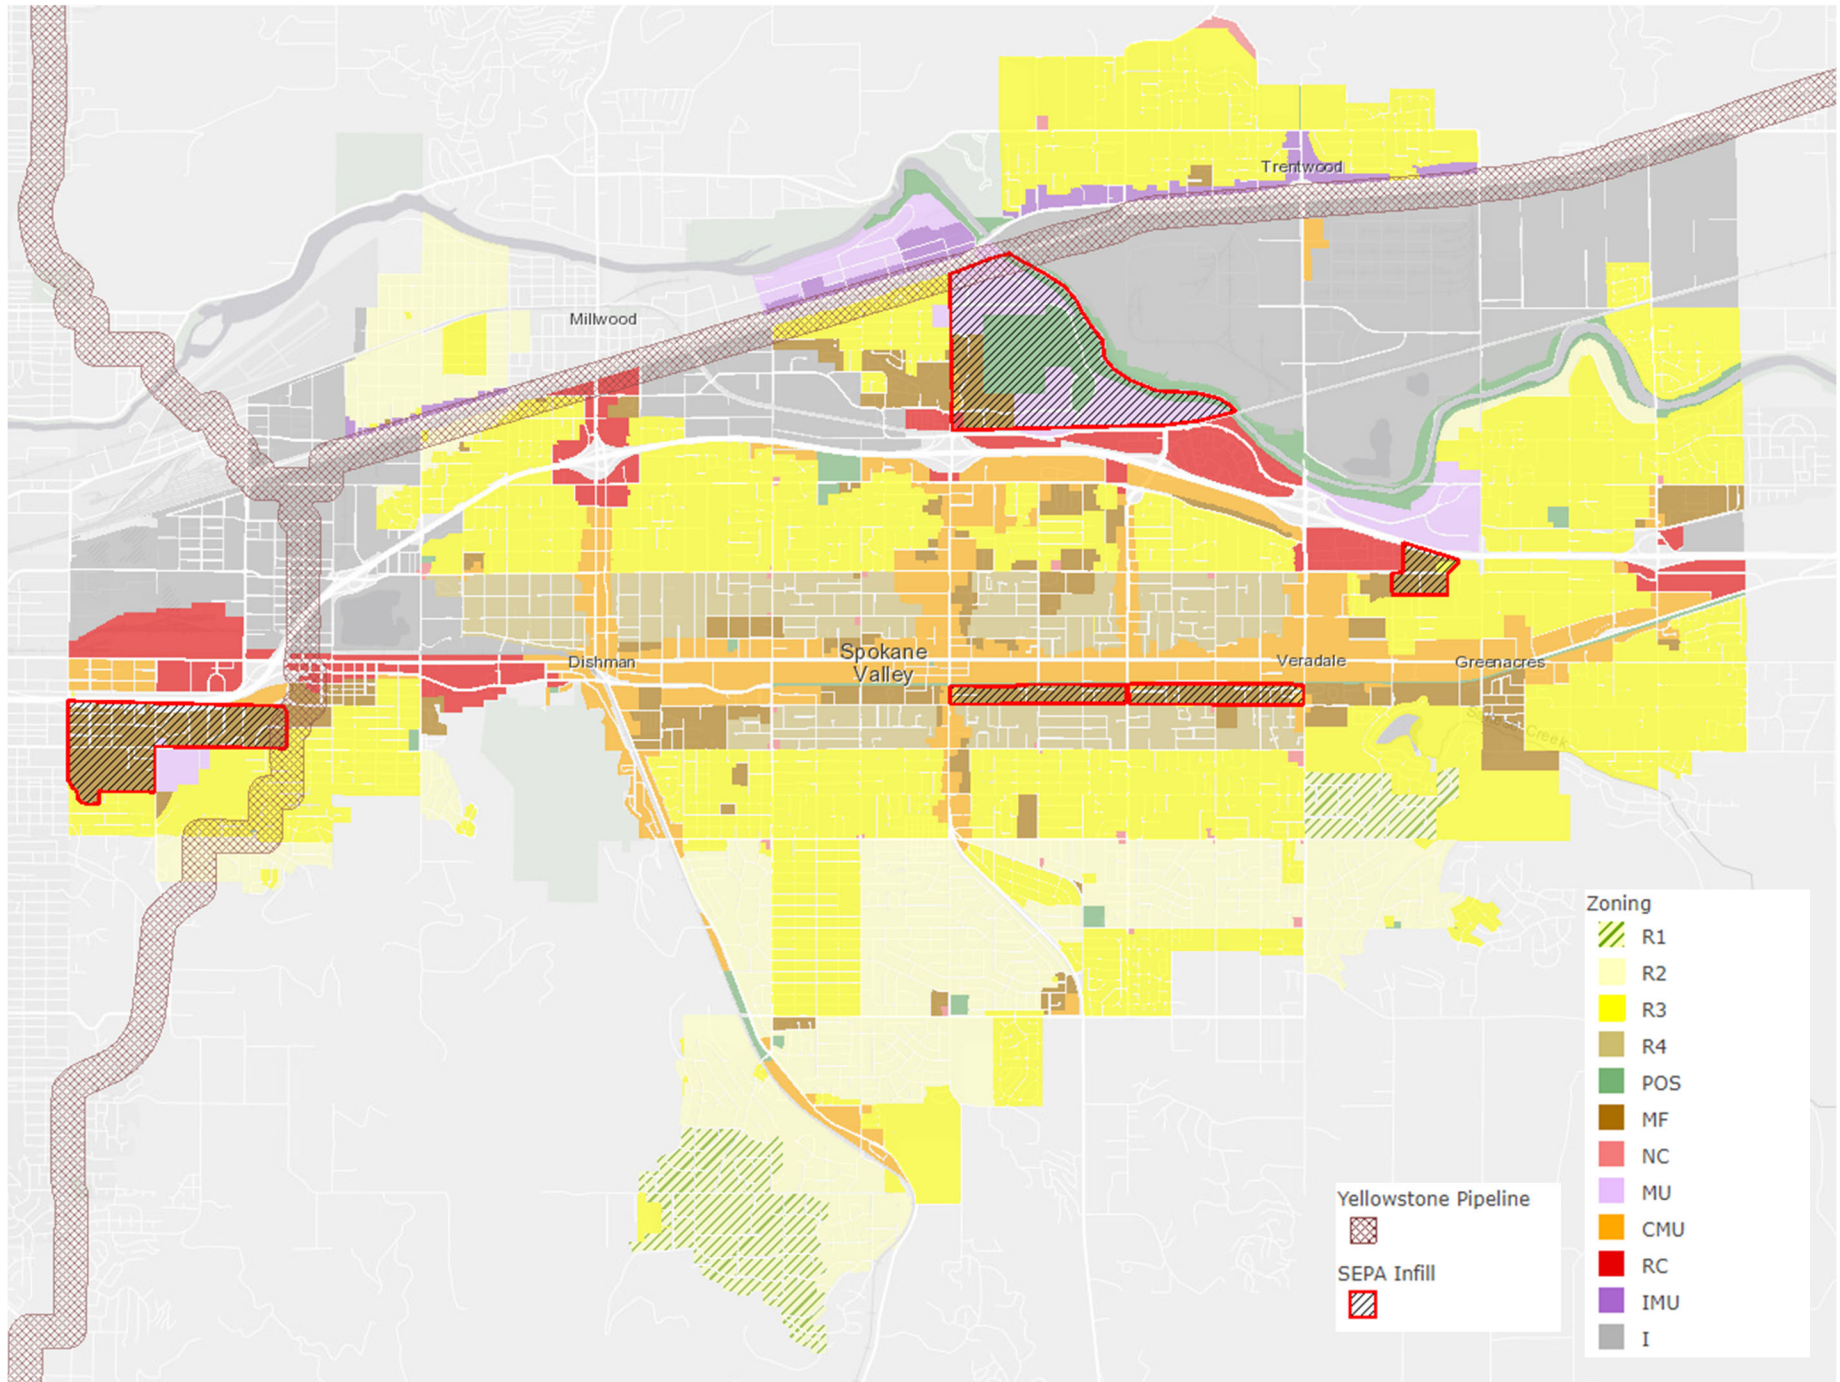 Trentwood
Millwood
Spokane
Valley
Dishman
Veradale
Greenacres
Creek
Zoning
R1
R2
R3
R4
POS
MF
NC
MU
CMU
RC
IMU
I
Yellowstone Pipeline
SEPA Infill